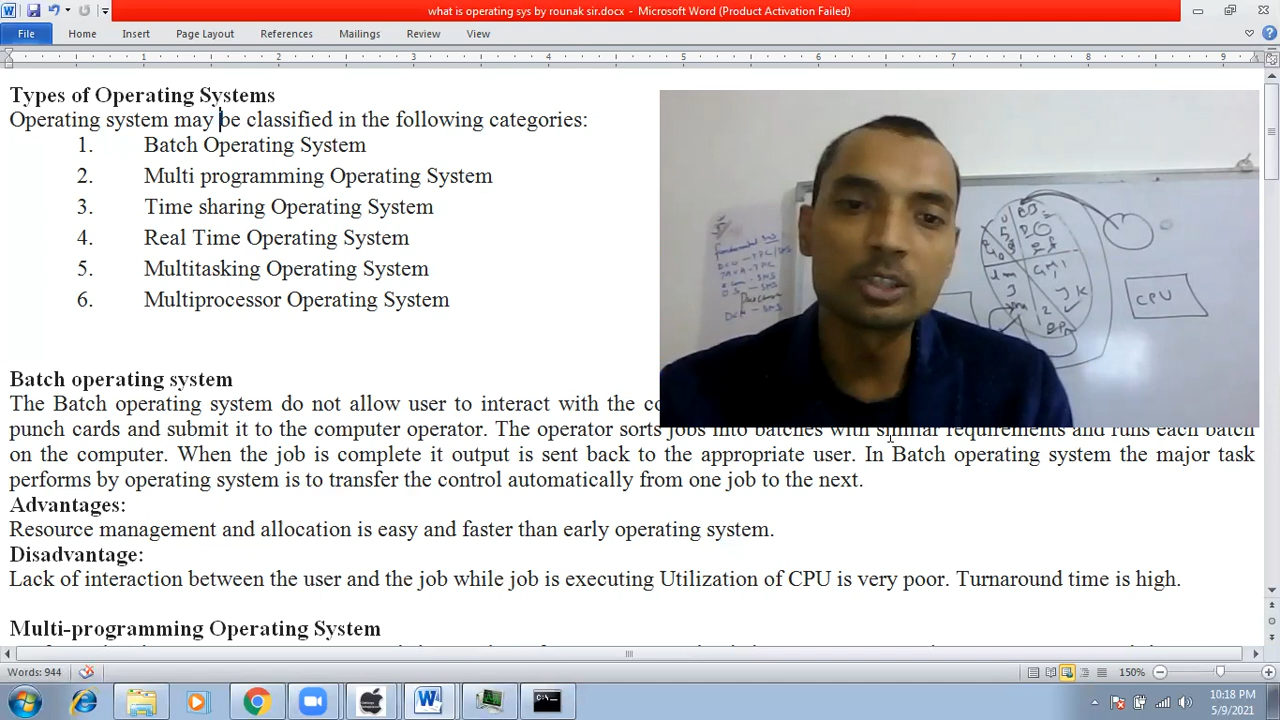 what is operating sys by rounak sir.docx - Microsoft Word (Product Activation Failed)
File Home Insert Page Layout References Mailings Review View
1 2 3 4 5 6 7 8 9
Types of Operating Systems
Operating system may be classified in the following categories:
1. Batch Operating System
2. Multi programming Operating System
3. Time sharing Operating System
4. Real Time Operating System
5. Multitasking Operating System
6. Multiprocessor Operating System
CPU
Batch operating system
The Batch operating system do not allow user to interact with the
punch cards and submit it to the computer operator. The operator sorts jobs into batches with similar requirements and runs each batch
on the computer. When the job is complete it output is sent back to the appropriate user. In Batch operating system the major task
performs by operating system is to transfer the control automatically from one job to the next.
Advantages:
Resource management and allocation is easy and faster than early operating system.
Disadvantage:
Lack of interaction between the user and the job while job is executing Utilization of CPU is very poor. Turnaround time is high.
Multi-programming Operating System
Words: 944
150%
10:18 PM
5/9/2021